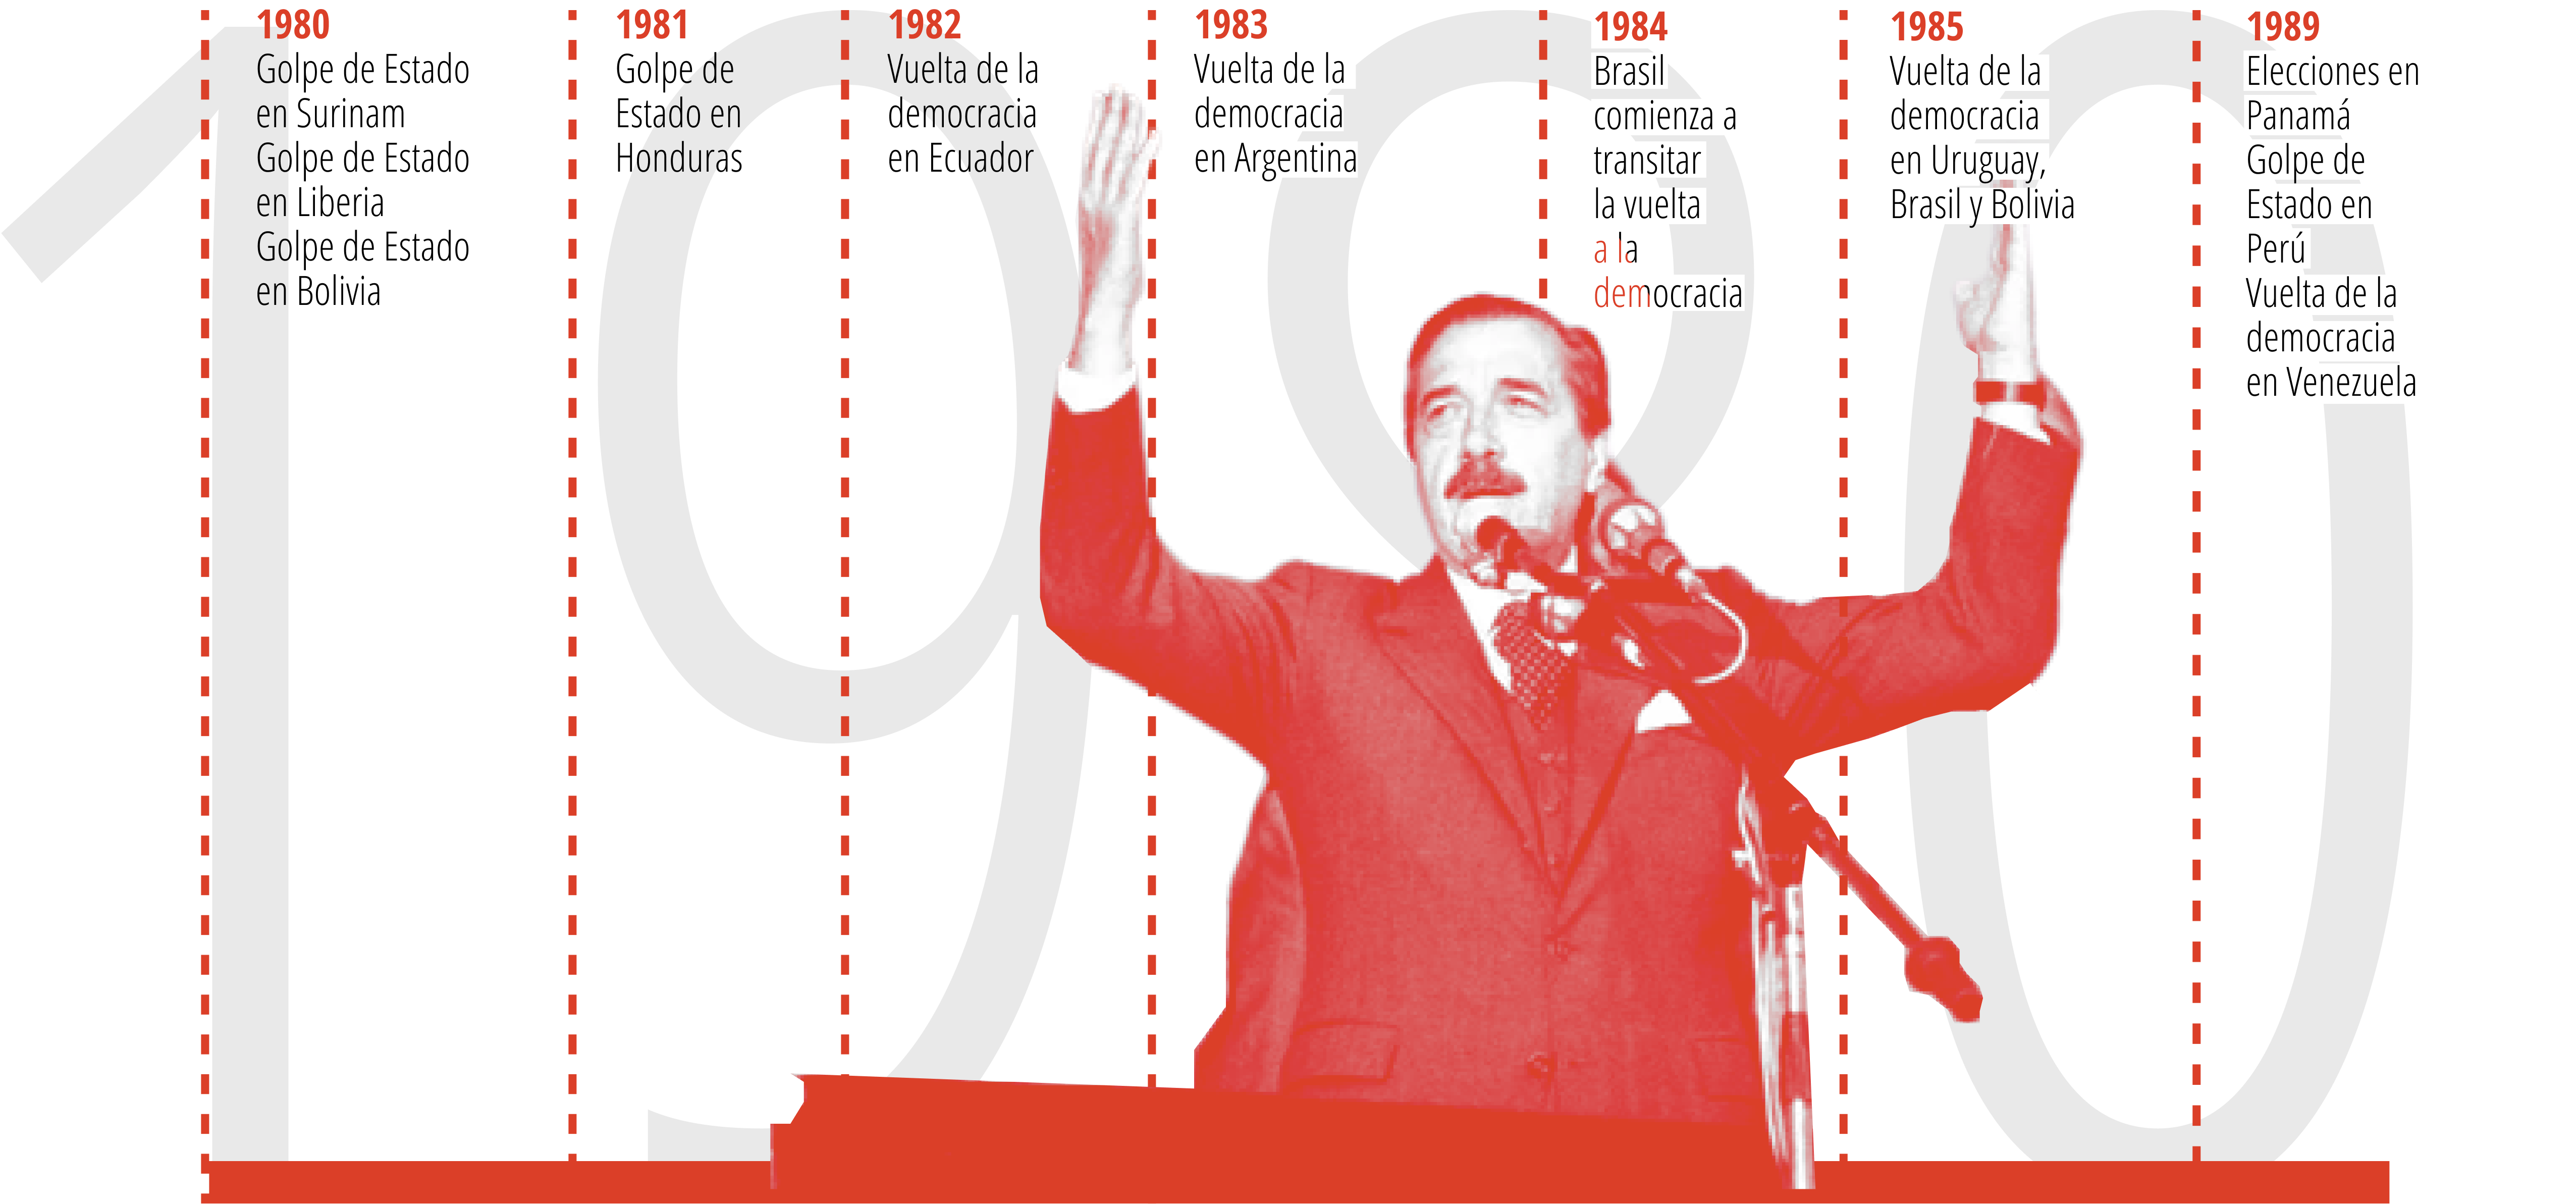 1980
Golpe de Estado
en Surinam
Golpe de Estado
en Liberia
Golpe de Estado
en Bolivia
1981
Golpe de
Estado en
Honduras
1982
Vuelta de la
democracia
en Ecuador
1983
Vuelta de la
democracia
en Argentina
1984
Brasil
comienza a
transitar
la vuelta
a la
democracia
1985
Vuelta de la
democracia
en Uruguay,
Brasil y Bolivia
1989
Elecciones en
Panamá
Golpe de
Estado en
Perú
Vuelta de la
democracia
en Venezuela
1980